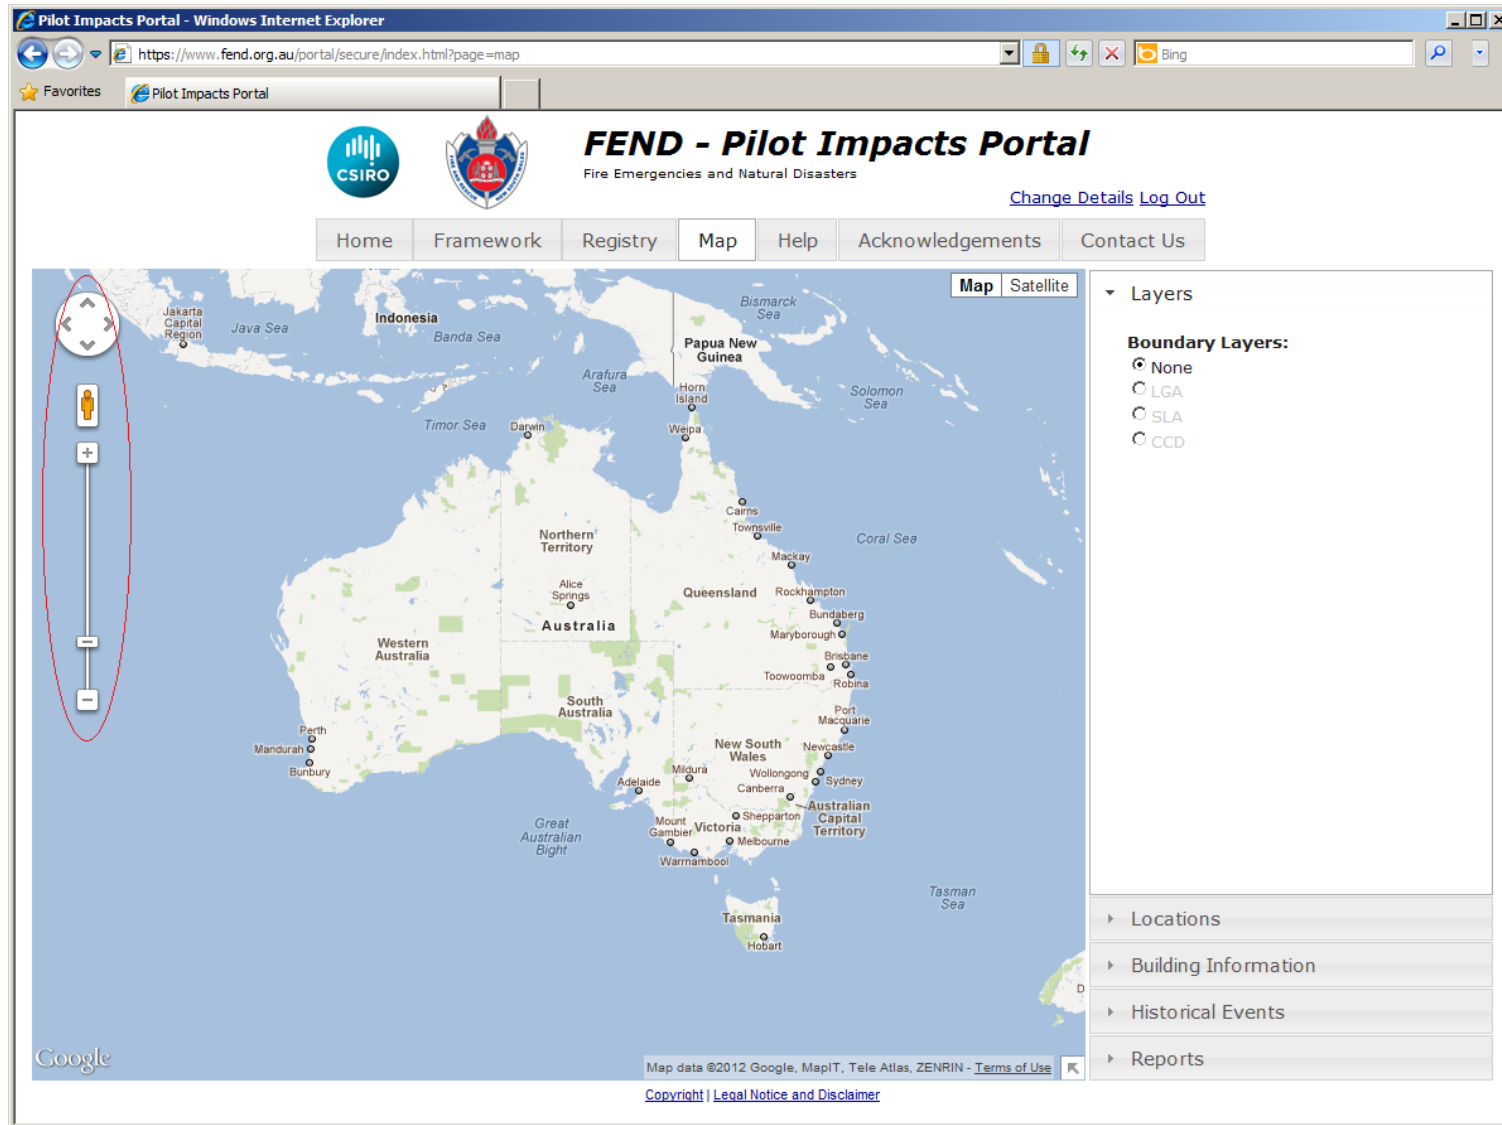 Pilot Impacts Portal - Windows Internet Explorer
https://www.fend.org.au/portal/secure/index.html?page=map
Bing
Favorites
Pilot Impacts Portal
CSIRO
FIRE AND RESCUE NEW SOUTH WALES
FEND - Pilot Impacts Portal
Fire Emergencies and Natural Disasters
Change Details Log Out
Home Framework Registry Map Help Acknowledgements Contact Us
Map Satellite
Layers
Boundary Layers:
None
LGA
SLA
CCD
Locations
Building Information
Historical Events
Reports
Bismarck
Sea
Jakarta
Capital
Region
Java Sea
Indonesia
Banda Sea
Papua New
Guinea
Arafura
Sea
Horn
Island
Solomon
Sea
Timor Sea
Darwin
Weipa
Cairns
Townsville
Northern
Territory
Coral Sea
Mackay
Alice
Springs
Queensland
Rockhampton
Bundaberg
Australia
Maryborough
Western
Australia
Brisbane
Toowoomba
Robina
South
Australia
Port
Macquarie
Perth
Mandurah
Bunbury
New South
Wales
Newcastle
Mildura
Wollongong
Sydney
Adelaide
Canberra
Australian
Capital
Territory
Great
Australian
Bight
Mount
Gambier
Victoria
Shepparton
Melbourne
Warrnambool
Tasman
Sea
Tasmania
Hobart
D
Google
Map data ©2012 Google, MapIT, Tele Atlas, ZENRIN - Terms of Use
Copyright | Legal Notice and Disclaimer